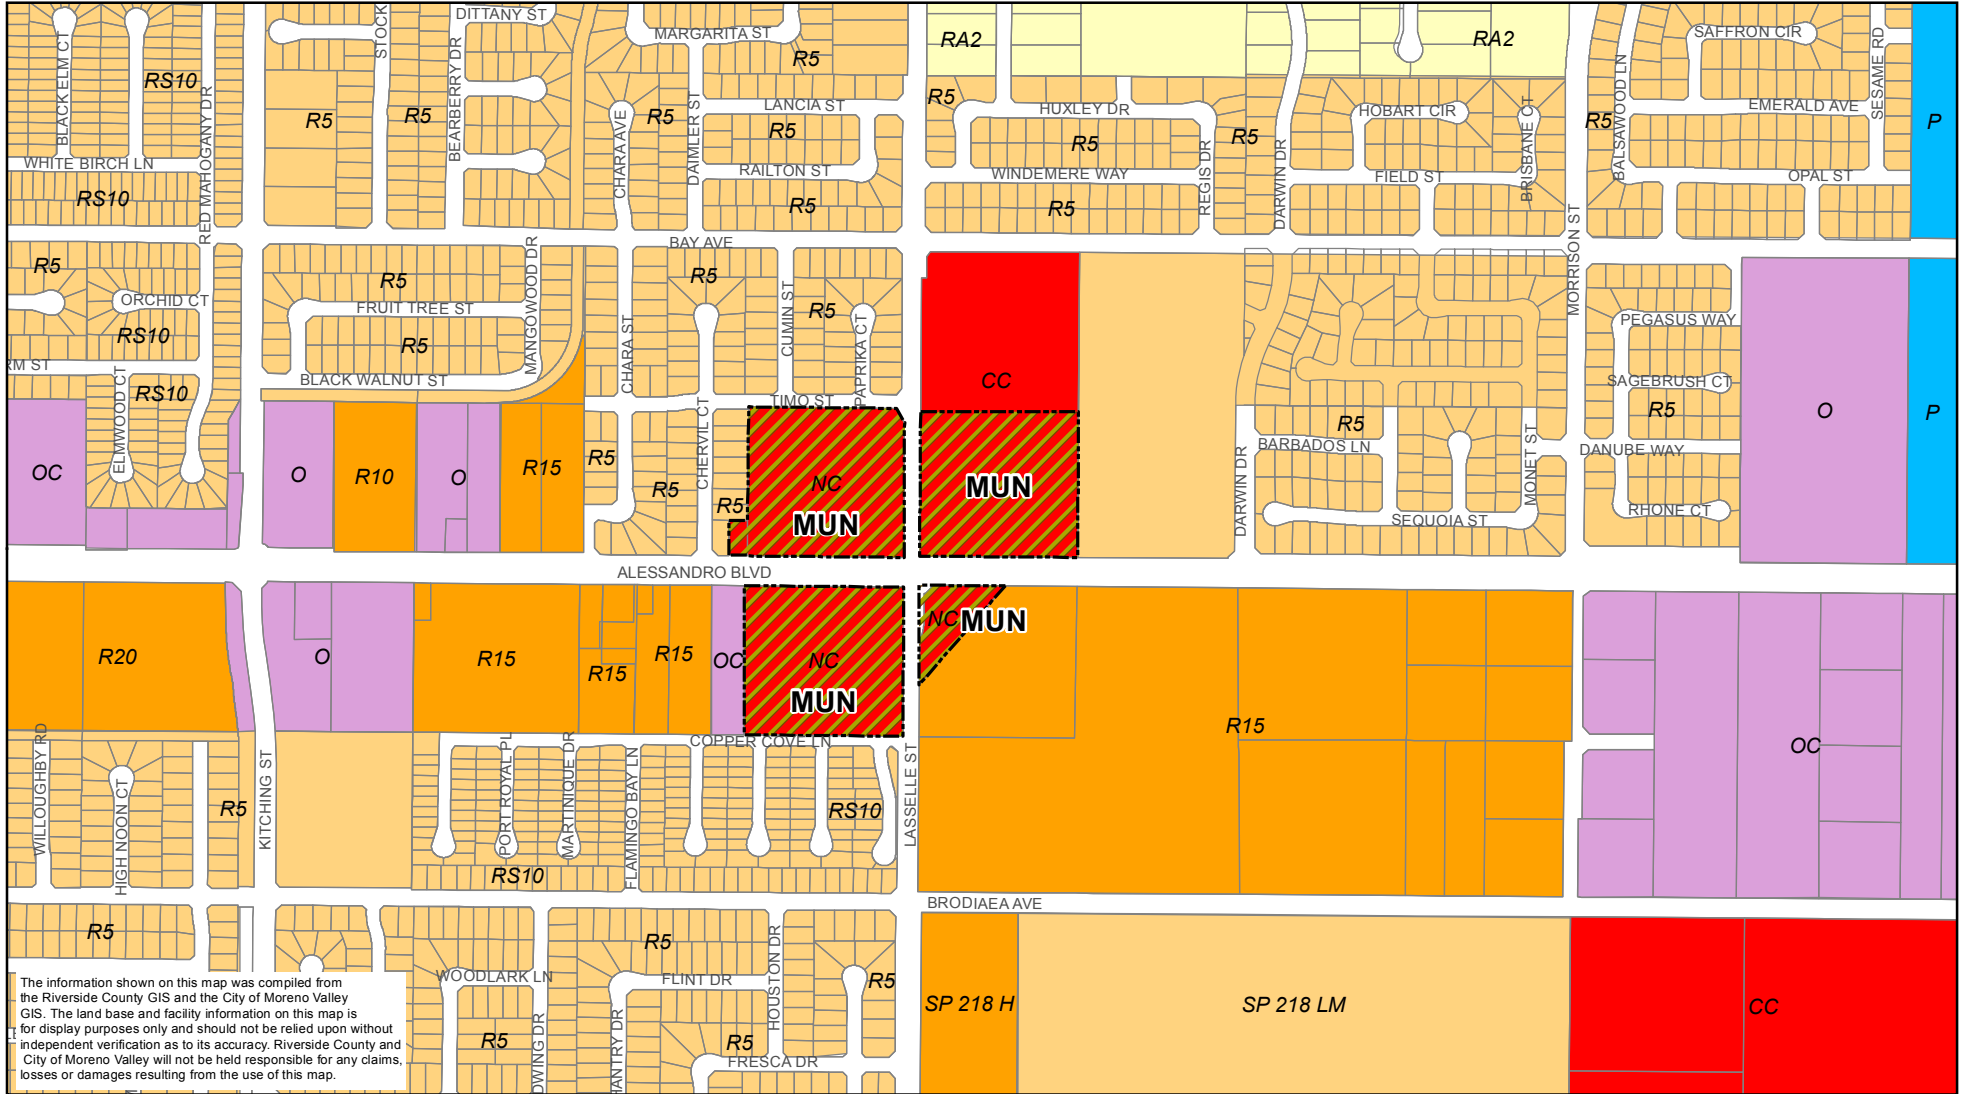 DITTANY ST
MARGARITA ST
RA2
RA2
SAFFRON CIR
BLACK ELM CT
RS10
STOCK
BEARBERRY DR
R5
SESAME RD
RED MAHOGANY DR
R5
R5
CHARA AVE
R5
DAIMLER ST
LANCIA ST
R5
R5
HUXLEY DR
R5
REGIS DR
R5
DARWIN DR
HOBART CIR
BRISBANE CT
R5
BALSAWOOD LN
EMERALD AVE
P
WHITE BIRCH LN
RAILTON ST
WINDEMERE WAY
FIELD ST
OPAL ST
RS10
R5
R5
MORRISON ST
BAY AVE
R5
R5
MANGOWOOD DR
R5
ORCHID CT
FRUIT TREE ST
CUMIN ST
R5
PAPRIKA CT
RS10
R5
CHARA ST
PEGASUS WAY
RM ST
BLACK WALNUT ST
CC
SAGEBRUSH CT
RS10
ELMWOOD CT
TIMO ST
R5
R5
O
P
CHERVIL CT
BARBADOS LN
MONET ST
DANUBE WAY
DARWIN DR
OC
O
R10
O
R15
R5
R5
R5
NC
MUN
MUN
SEQUOIA ST
RHONE CT
ALESSANDRO BLVD
NC
MUN
R20
O
R15
R15
R15
OC
NC
MUN
R15
OC
COPPER COVE LN
WILLOUGHBY RD
HIGH NOON CT
R5
KITCHING ST
PORT ROYAL PL
MARTINIQUE DR
FLAMINGO BAY LN
RS10
LASSELLE ST
RS10
BRODIAEA AVE
R5
R5
HOUSTON DR
WOODLARK LN
FLINT DR
R5
SP 218 H
SP 218 LM
CC
R5
DWING DR
HANTRY DR
R5
FRESCA DR
The information shown on this map was compiled from
the Riverside County GIS and the City of Moreno Valley
GIS. The land base and facility information on this map is
for display purposes only and should not be relied upon without
independent verification as to its accuracy. Riverside County and
City of Moreno Valley will not be held responsible for any claims,
losses or damages resulting from the use of this map.